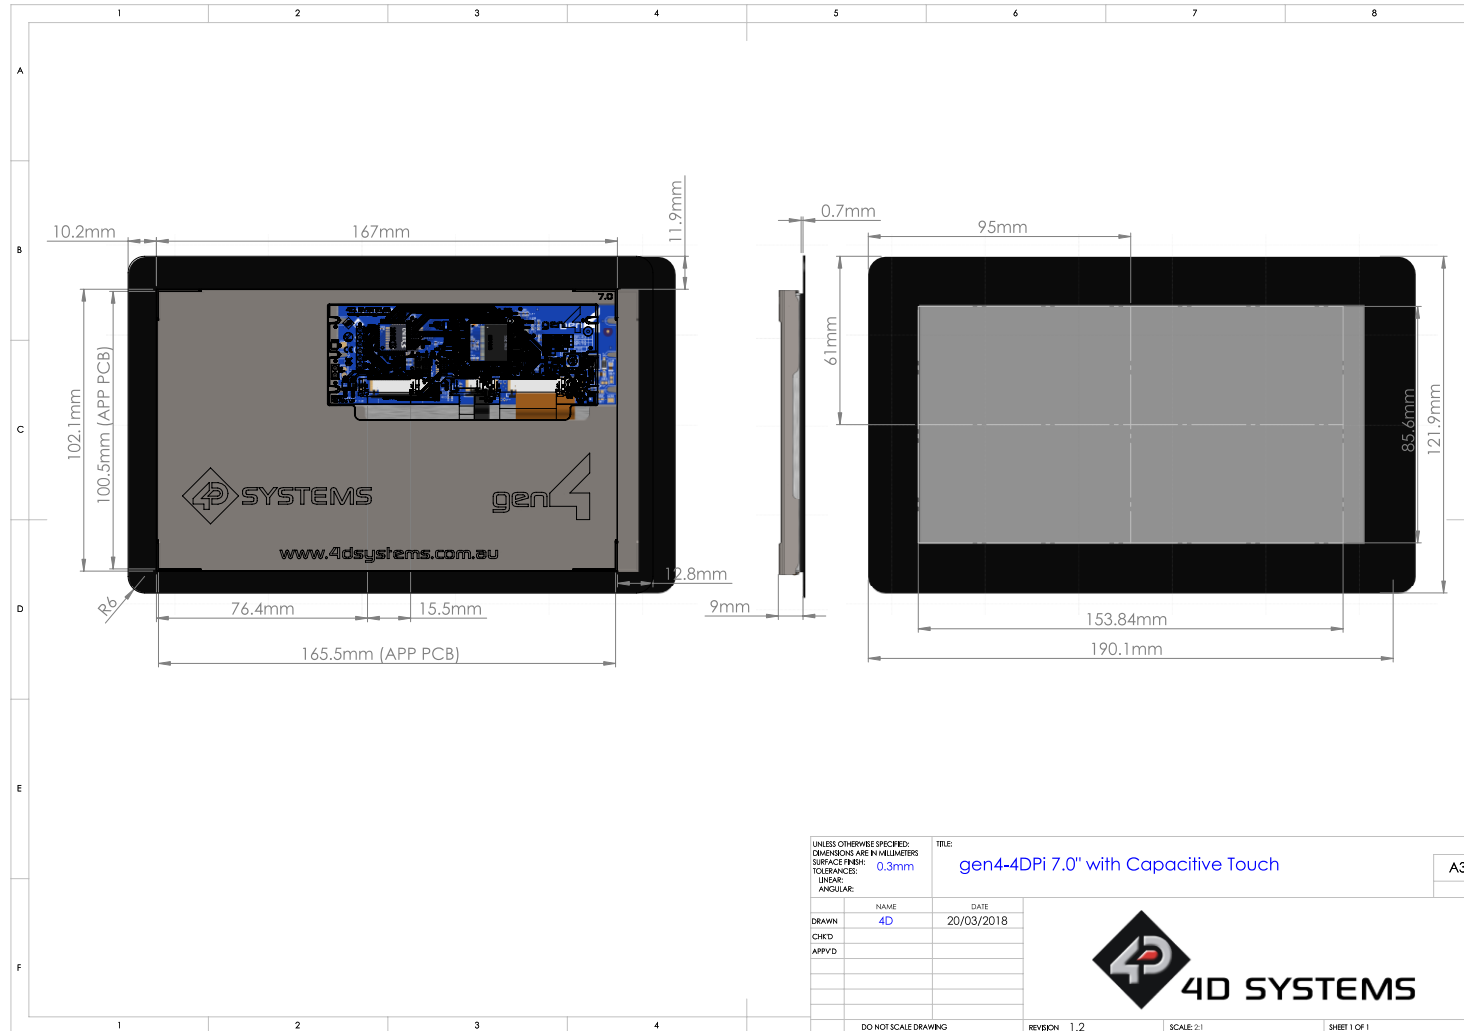 1 2 3 4 5 6 7 8
A
B
C
D
E
F
10.2mm
167mm
11.9mm
102.1mm
100.5mm (APP PCB)
7.0
4D SYSTEMS
gen4
www.4dsystems.com.au
R6
76.4mm
15.5mm
12.8mm
165.5mm (APP PCB)
0.7mm
9mm
95mm
61mm
85.6mm
121.9mm
153.84mm
190.1mm
UNLESS OTHERWISE SPECIFIED:
DIMENSIONS ARE IN MILLIMETERS
SURFACE FINISH:
TOLERANCES: 0.3mm
LINEAR:
ANGULAR:
TITLE:
gen4-4DPi 7.0" with Capacitive Touch
A3
NAME DATE
DRAWN 4D 20/03/2018
CHK'D
APPV'D
4D SYSTEMS
DO NOT SCALE DRAWING REVISION 1.2 SCALE: 2:1 SHEET 1 OF 1
1 2 3 4